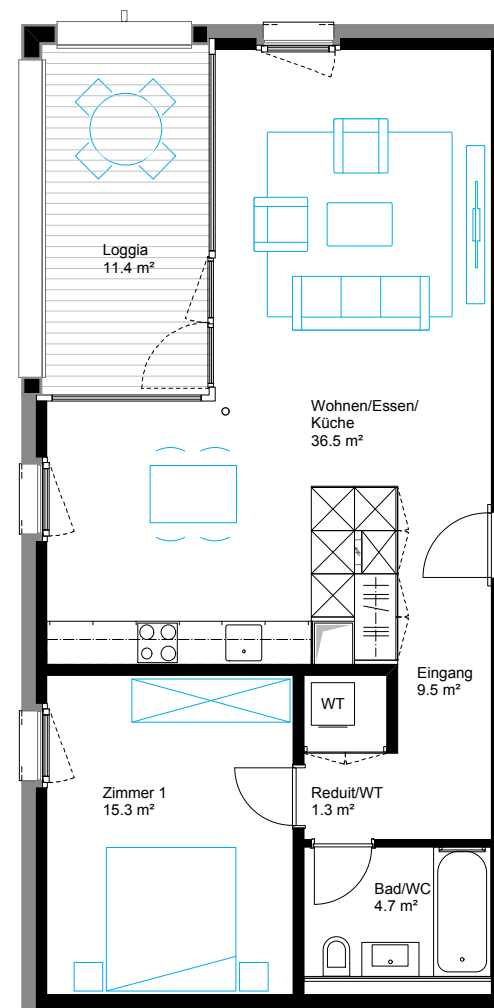 Loggia
11.4 m²
Wohnen/Essen/
Küche
36.5 m²
Eingang
9.5 m²
WT
Zimmer 1
15.3 m²
Reduit/WT
1.3 m²
Bad/WC
4.7 m²